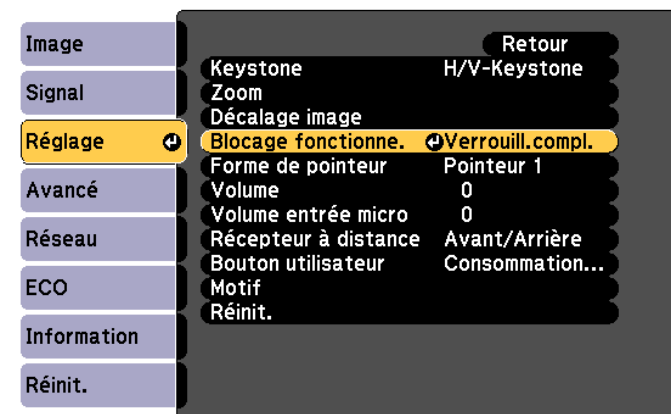 Image
Signal
Réglage
Avancé
Réseau
ECO
Information
Réinit.
Retour
Keystone H/V-Keystone
Zoom
Décalage image
Blocage fonctionne. Verrouill.compl.
Forme de pointeur Pointeur 1
Volume 0
Volume entrée micro 0
Récepteur à distance Avant/Arrière
Bouton utilisateur Consommation...
Motif
Réinit.